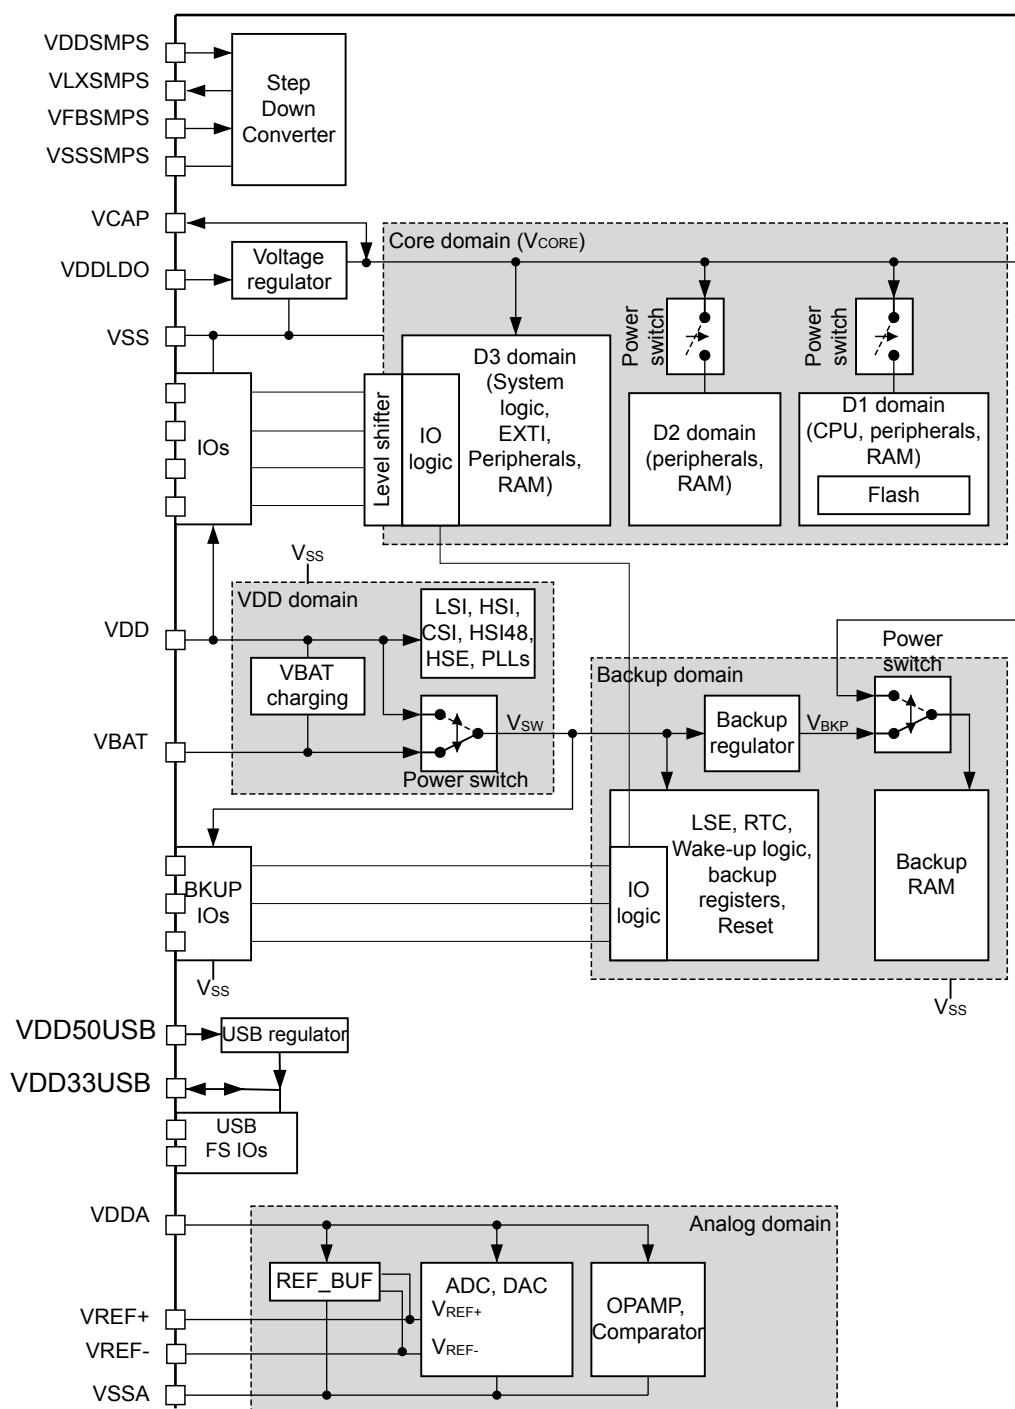 VDDSMPS
VLXSMPS
VFBSMPS
VSSSMPS
Step
Down
Converter
VCAP
VDDLDO
VSS
Voltage
regulator
Core domain (VCORE)
Power
switch
Power
switch
D3 domain
(System
logic,
EXTI,
Peripherals,
RAM)
IO
logic
Level shifter
IOs
D2 domain
(peripherals,
RAM)
D1 domain
(CPU, peripherals,
RAM)
Flash
VSS
VDD domain
VDD
LSI, HSI,
CSI, HSI48,
HSE, PLLs
VBAT
charging
VBAT
VSW
Power switch
Backup domain
Power
switch
Backup
regulator
VBKP
LSE, RTC,
Wake-up logic,
backup
registers,
Reset
IO
logic
Backup
RAM
BKUP
IOs
VSS
VSS
VDD50USB
USB regulator
VDD33USB
USB
FS IOs
VDDA
Analog domain
REF_BUF
ADC, DAC
VREF+
VREF-
OPAMP,
Comparator
VREF+
VREF-
VSSA